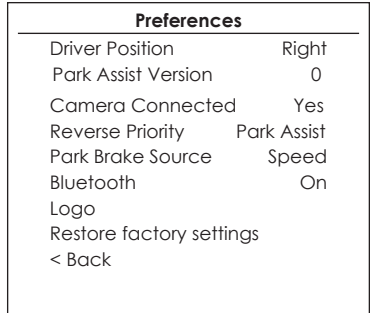 Preferences
Driver Position Right
Park Assist Version 0
Camera Connected Yes
Reverse Priority Park Assist
Park Brake Source Speed
Bluetooth On
Logo
Restore factory settings
< Back